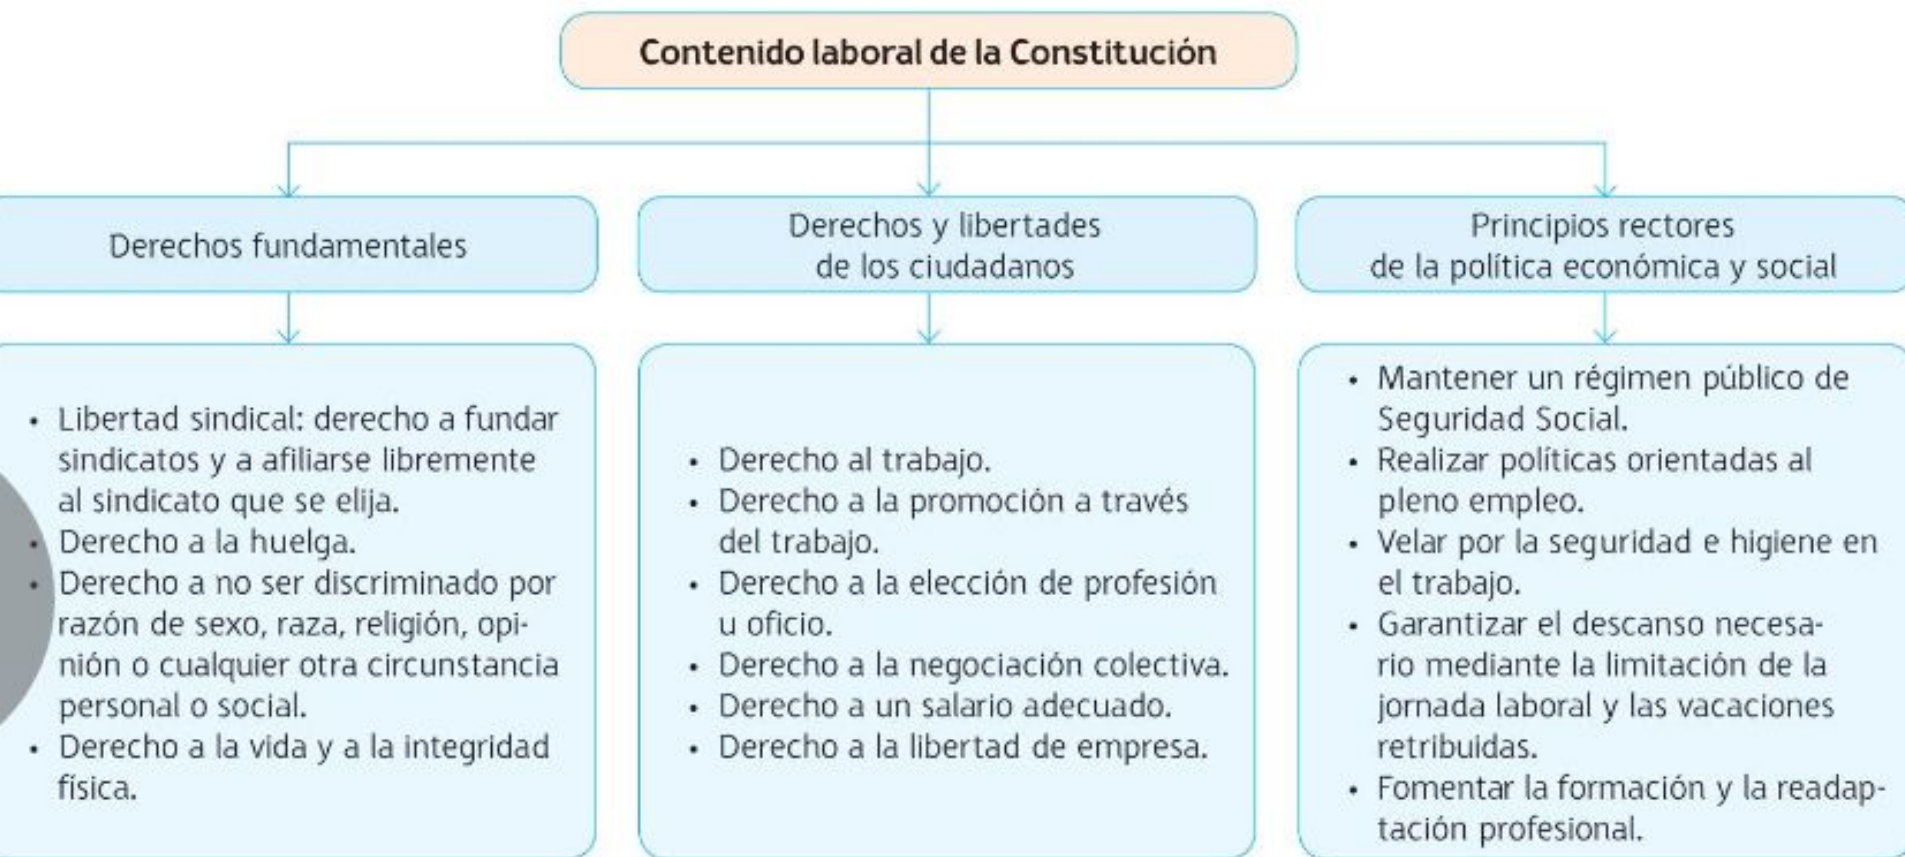 Contenido laboral de la Constitución
Derechos fundamentales
Derechos y libertades
de los ciudadanos
Principios rectores
de la política económica y social
• Libertad sindical: derecho a fundar
sindicatos y a afiliarse libremente
al sindicato que se elija.
• Derecho a la huelga.
• Derecho a no ser discriminado por
razón de sexo, raza, religión, opi-
nión o cualquier otra circunstancia
personal o social.
• Derecho a la vida y a la integridad
física.
• Derecho al trabajo.
• Derecho a la promoción a través
del trabajo.
• Derecho a la elección de profesión
u oficio.
• Derecho a la negociación colectiva.
• Derecho a un salario adecuado.
• Derecho a la libertad de empresa.
• Mantener un régimen público de
Seguridad Social.
• Realizar políticas orientadas al
pleno empleo.
• Velar por la seguridad e higiene en
el trabajo.
• Garantizar el descanso necesa-
rio mediante la limitación de la
jornada laboral y las vacaciones
retribuidas.
• Fomentar la formación y la readap-
tación profesional.